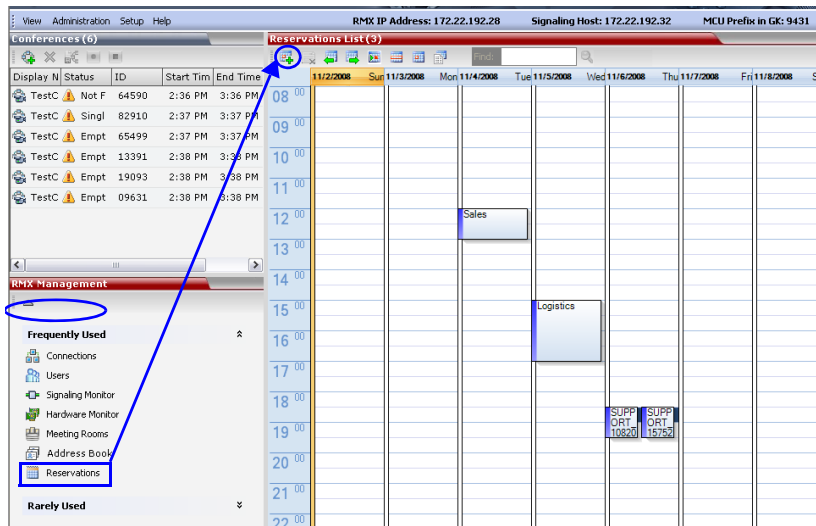 View Administration Setup Help RMX IP Address: 172.22.192.28 Signaling Host: 172.22.192.32 MCU Prefix in GK: 9431
Conferences (6)
Display N Status ID Start Tim End Time
TestC Not F 64590 2:36 PM 3:36 PM
TestC Singl 82910 2:37 PM 3:37 PM
TestC Empt 65499 2:37 PM 3:37 PM
TestC Empt 13391 2:38 PM 3:38 PM
TestC Empt 19093 2:38 PM 3:38 PM
TestC Empt 09631 2:38 PM 3:38 PM
RMX Management
Frequently Used
Connections
Users
Signaling Monitor
Hardware Monitor
Meeting Rooms
Address Book
Reservations
Rarely Used
Reservations List (3)
Find:
11/2/2008 Sun 11/3/2008 Mon 11/4/2008 Tue 11/5/2008 Wed 11/6/2008 Thu 11/7/2008 Fri 11/8/2008 S
08 00
09 00
10 00
11 00
12 00
Sales
13 00
14 00
15 00
Logistics
16 00
17 00
18 00
SUPP SUPP
ORT_ ORT_
10820 15752
19 00
20 00
21 00
22 00